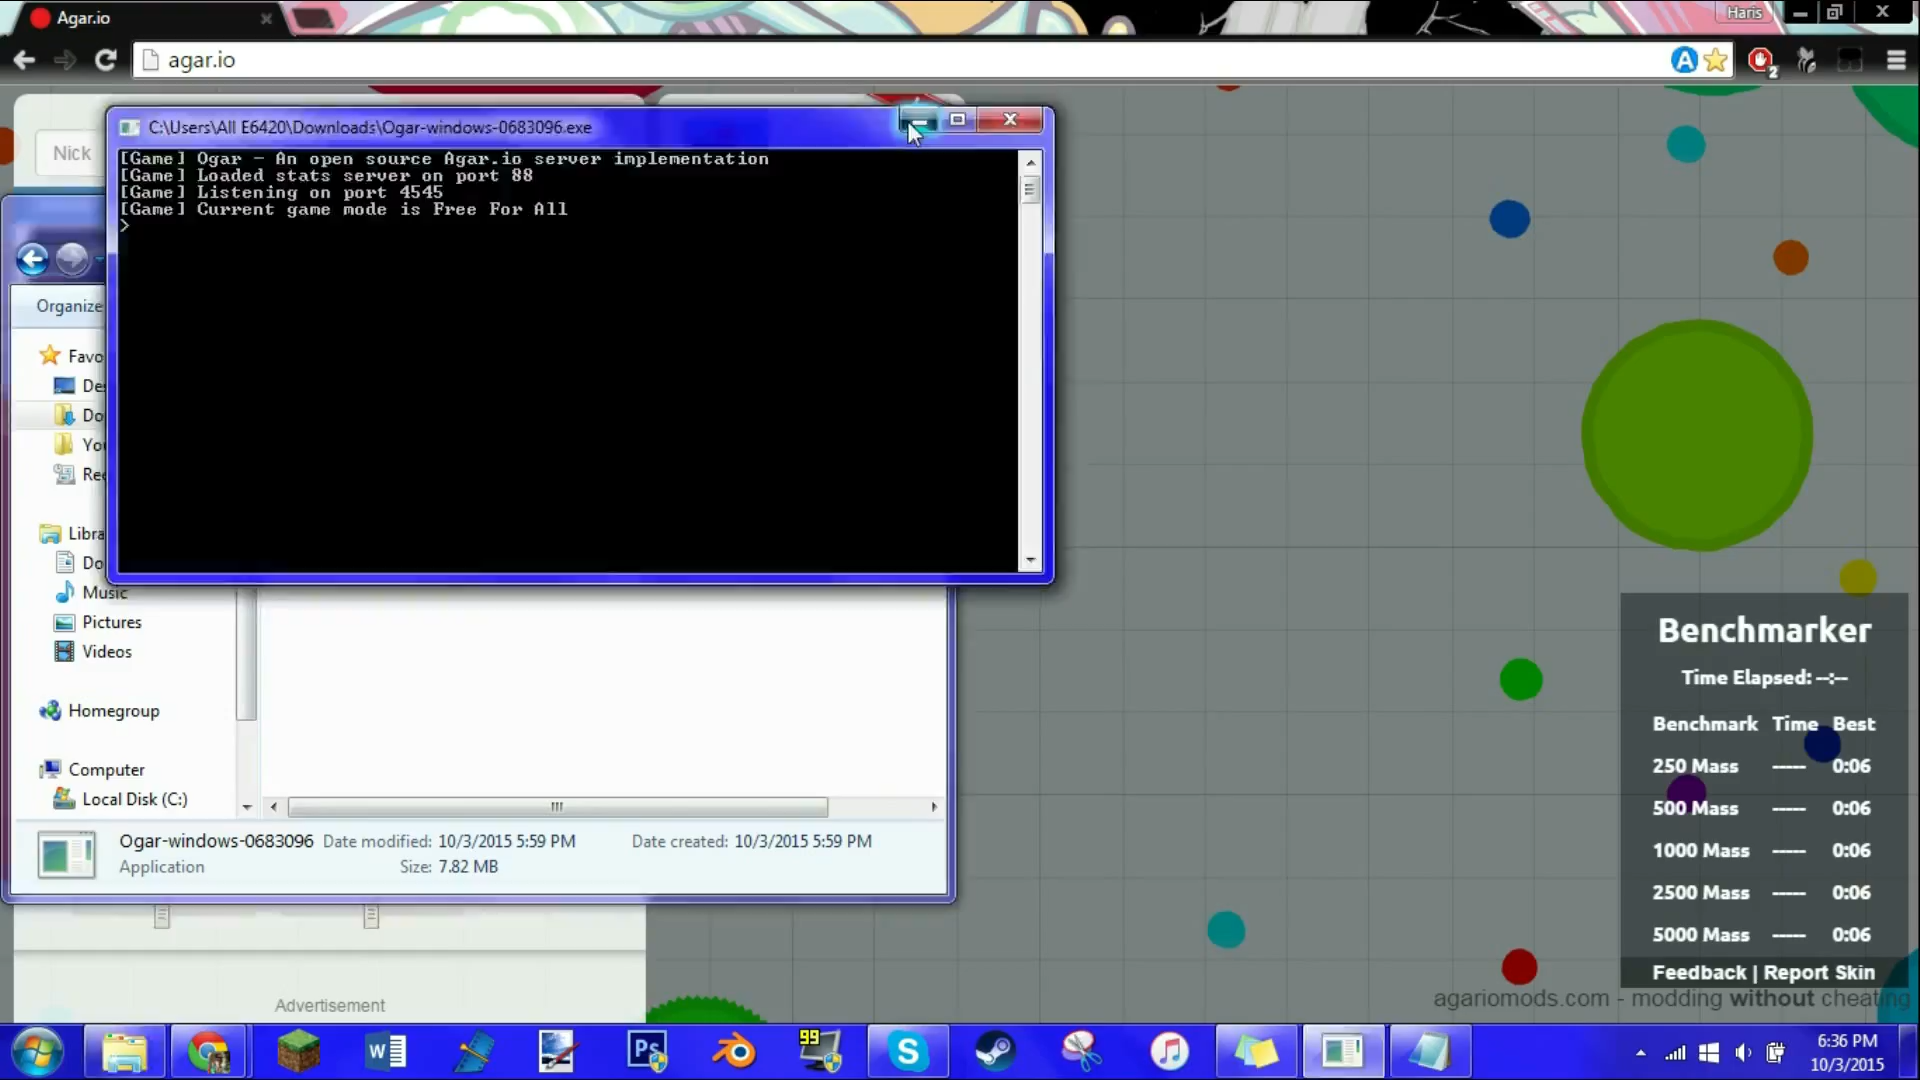 Agar.io
Haris
agar.io
A
2
Nick
C:\Users\All E6420\Downloads\Ogar-windows-0683096.exe
[Game] Ogar - An open source Agar.io server implementation
[Game] Loaded stats server on port 88
[Game] Listening on port 4545
[Game] Current game mode is Free For All
>
Organize
Favo
Des
Do
You
Rec
Libra
Do
Music
Pictures
Videos
Homegroup
Computer
Local Disk (C:)
Ogar-windows-0683096 Date modified: 10/3/2015 5:59 PM Date created: 10/3/2015 5:59 PM
Application Size: 7.82 MB
Advertisement
Benchmarker
Time Elapsed: --:--
Benchmark Time Best
250 Mass ----- 0:06
500 Mass ----- 0:06
1000 Mass ----- 0:06
2500 Mass ----- 0:06
5000 Mass ----- 0:06
Feedback | Report Skin
agariomods.com - modding without cheating
W
Ps
99
S
6:36 PM
10/3/2015